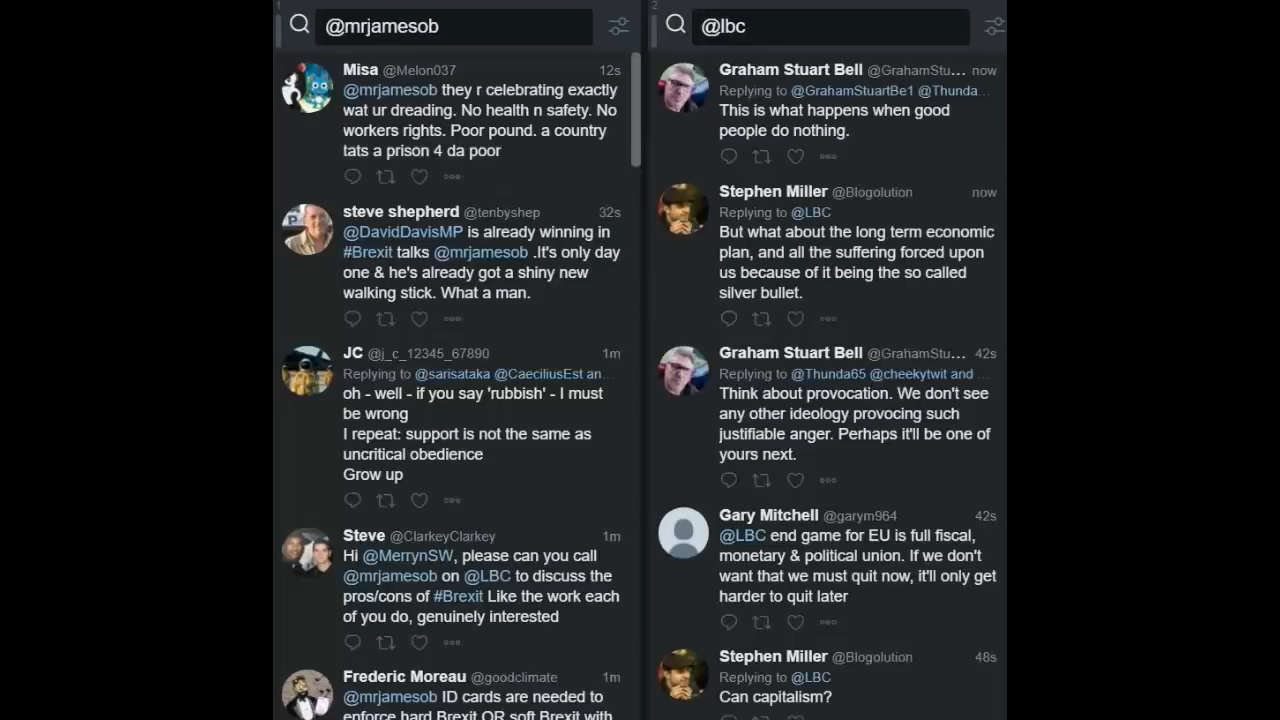 1
@mrjamesob
Misa @Melon037 12s
@mrjamesob they r celebrating exactly
wat ur dreading. No health n safety. No
workers rights. Poor pound. a country
tats a prison 4 da poor
steve shepherd @tenbyshep 32s
@DavidDavisMP is already winning in
#Brexit talks @mrjamesob .It's only day
one & he's already got a shiny new
walking stick. What a man.
JC @j_c_12345_67890 1m
Replying to @sarisataka @CaeciliusEst an...
oh - well - if you say 'rubbish' - I must
be wrong
I repeat: support is not the same as
uncritical obedience
Grow up
Steve @ClarkeyClarkey 1m
Hi @MerrynSW, please can you call
@mrjamesob on @LBC to discuss the
pros/cons of #Brexit Like the work each
of you do, genuinely interested
Frederic Moreau @goodclimate 1m
@mrjamesob ID cards are needed to
enforce hard Brexit OR soft Brexit with
2
@lbc
Graham Stuart Bell @GrahamStu... now
Replying to @GrahamStuartBe1 @Thunda...
This is what happens when good
people do nothing.
Stephen Miller @Blogolution now
Replying to @LBC
But what about the long term economic
plan, and all the suffering forced upon
us because of it being the so called
silver bullet.
Graham Stuart Bell @GrahamStu... 42s
Replying to @Thunda65 @cheekytwit and ...
Think about provocation. We don't see
any other ideology provocing such
justifiable anger. Perhaps it'll be one of
yours next.
Gary Mitchell @garym964 42s
@LBC end game for EU is full fiscal,
monetary & political union. If we don't
want that we must quit now, it'll only get
harder to quit later
Stephen Miller @Blogolution 48s
Replying to @LBC
Can capitalism?